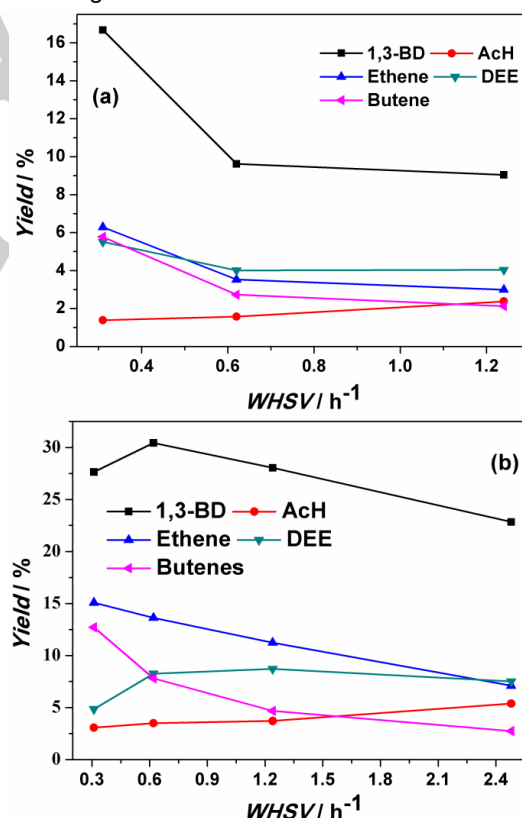 1,3-BD AcH
Ethene DEE
Butene
(a)
Yield / %
16
14
12
10
8
6
4
2
0
0.4 0.6 0.8 1.0 1.2
WHSV / h⁻¹
(b)
1,3-BD AcH
Ethene DEE
Butenes
Yield / %
30
25
20
15
10
5
0
0.3 0.6 0.9 1.2 1.5 1.8 2.1 2.4
WHSV / h⁻¹